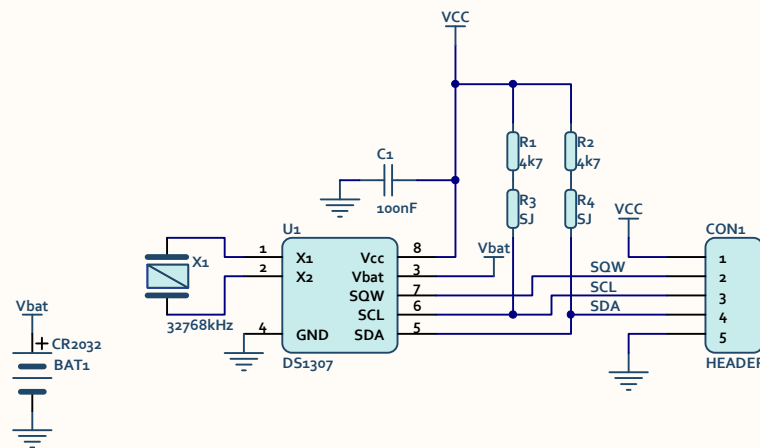 VCC
R1
4k7
R2
4k7
C1
100nF
R3
SJ
R4
SJ
VCC
U1
CON1
X1
1
2
4
X1
X2
GND
Vcc
Vbat
SQW
SCL
SDA
8
3
7
6
5
Vbat
SQW
SCL
SDA
1
2
3
4
5
32768kHz
DS1307
HEADER
Vbat
+
CR2032
BAT1